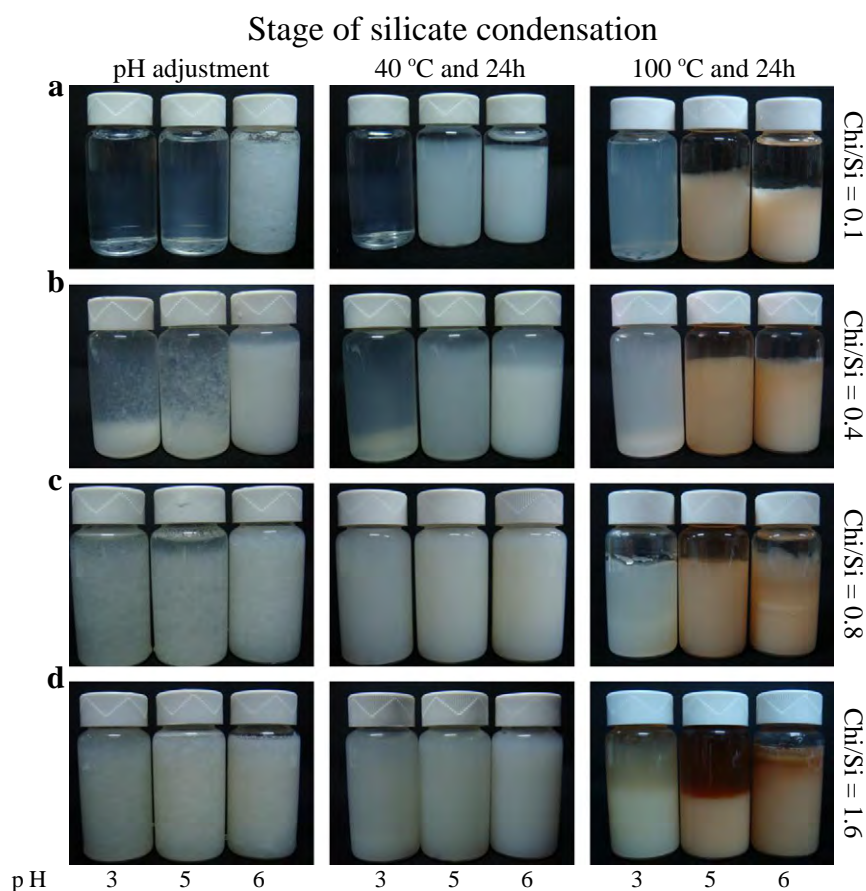 Stage of silicate condensation
pH adjustment 40 °C and 24h 100 °C and 24h
a Chi/Si = 0.1
b Chi/Si = 0.4
c Chi/Si = 0.8
d Chi/Si = 1.6
p H 3 5 6 3 5 6 3 5 6